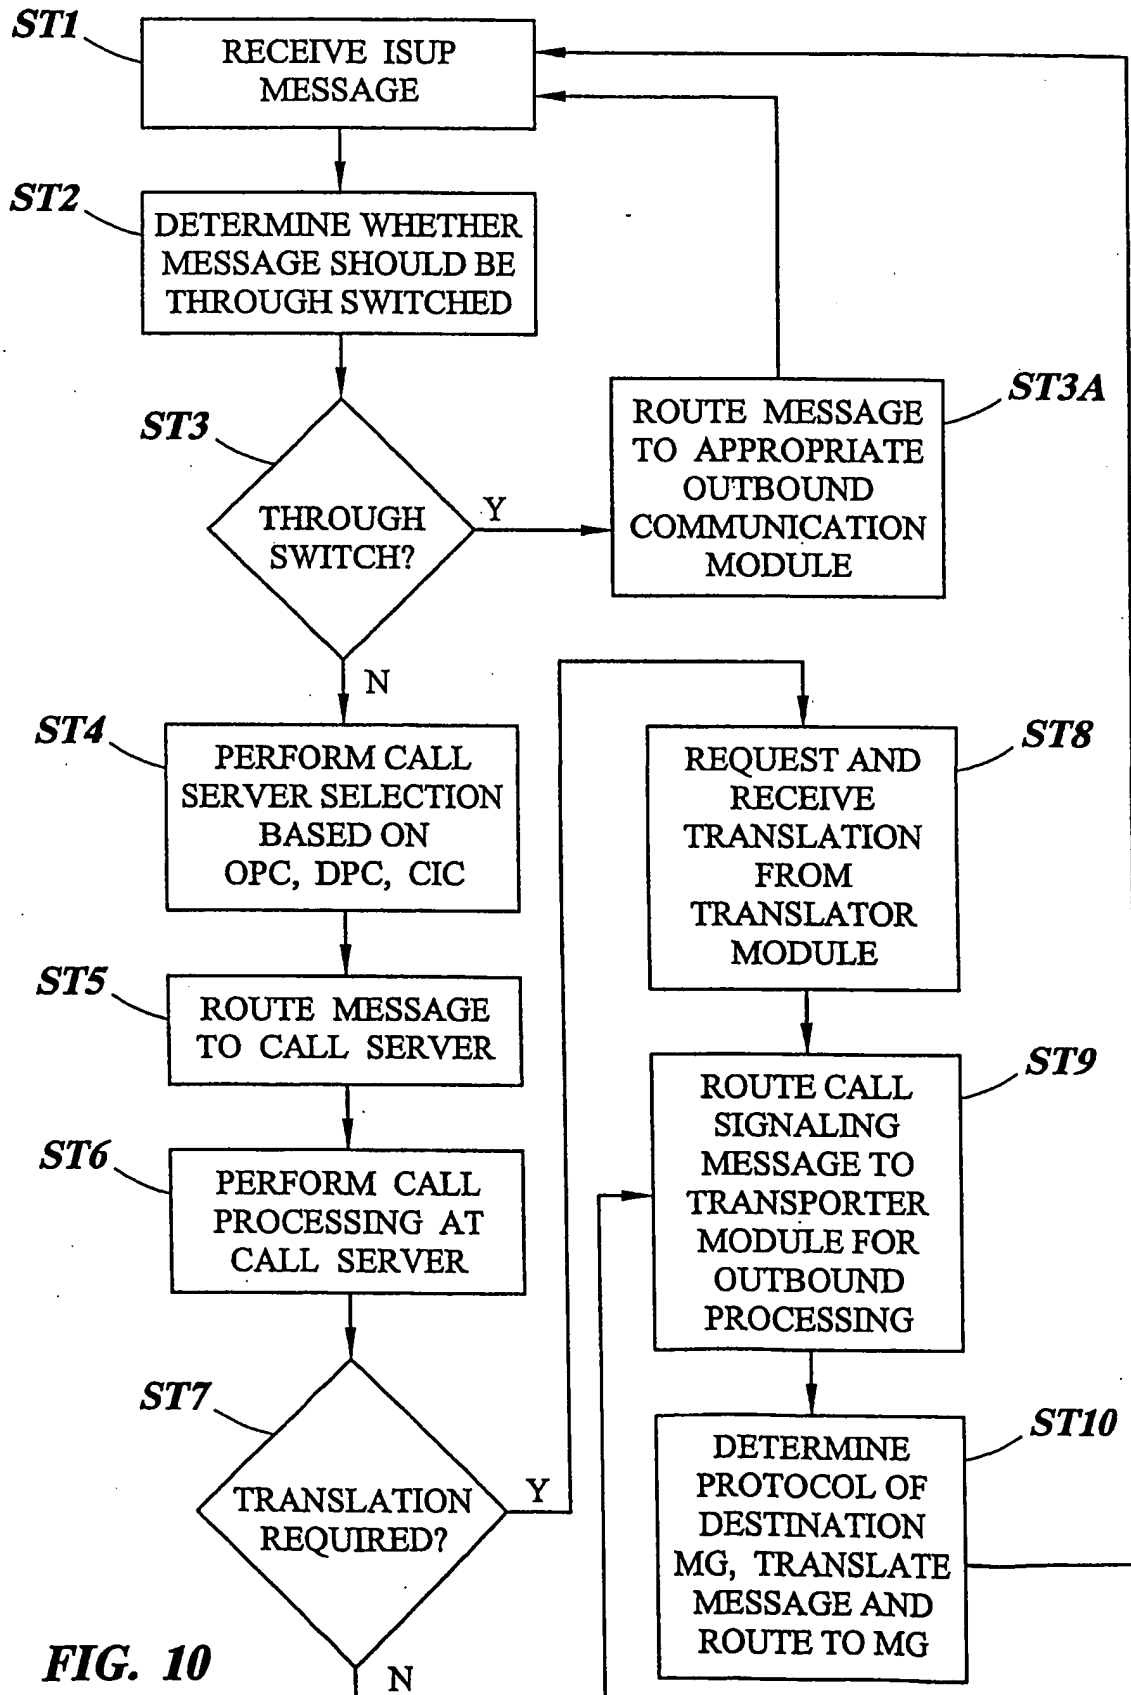 ST1
RECEIVE ISUP
MESSAGE
ST2
DETERMINE WHETHER
MESSAGE SHOULD BE
THROUGH SWITCHED
ST3
THROUGH
SWITCH?
Y
N
ST3A
ROUTE MESSAGE
TO APPROPRIATE
OUTBOUND
COMMUNICATION
MODULE
ST4
PERFORM CALL
SERVER SELECTION
BASED ON
OPC, DPC, CIC
ST5
ROUTE MESSAGE
TO CALL SERVER
ST6
PERFORM CALL
PROCESSING AT
CALL SERVER
ST7
TRANSLATION
REQUIRED?
Y
N
ST8
REQUEST AND
RECEIVE
TRANSLATION
FROM
TRANSLATOR
MODULE
ST9
ROUTE CALL
SIGNALING
MESSAGE TO
TRANSPORTER
MODULE FOR
OUTBOUND
PROCESSING
ST10
DETERMINE
PROTOCOL OF
DESTINATION
MG, TRANSLATE
MESSAGE AND
ROUTE TO MG
FIG. 10